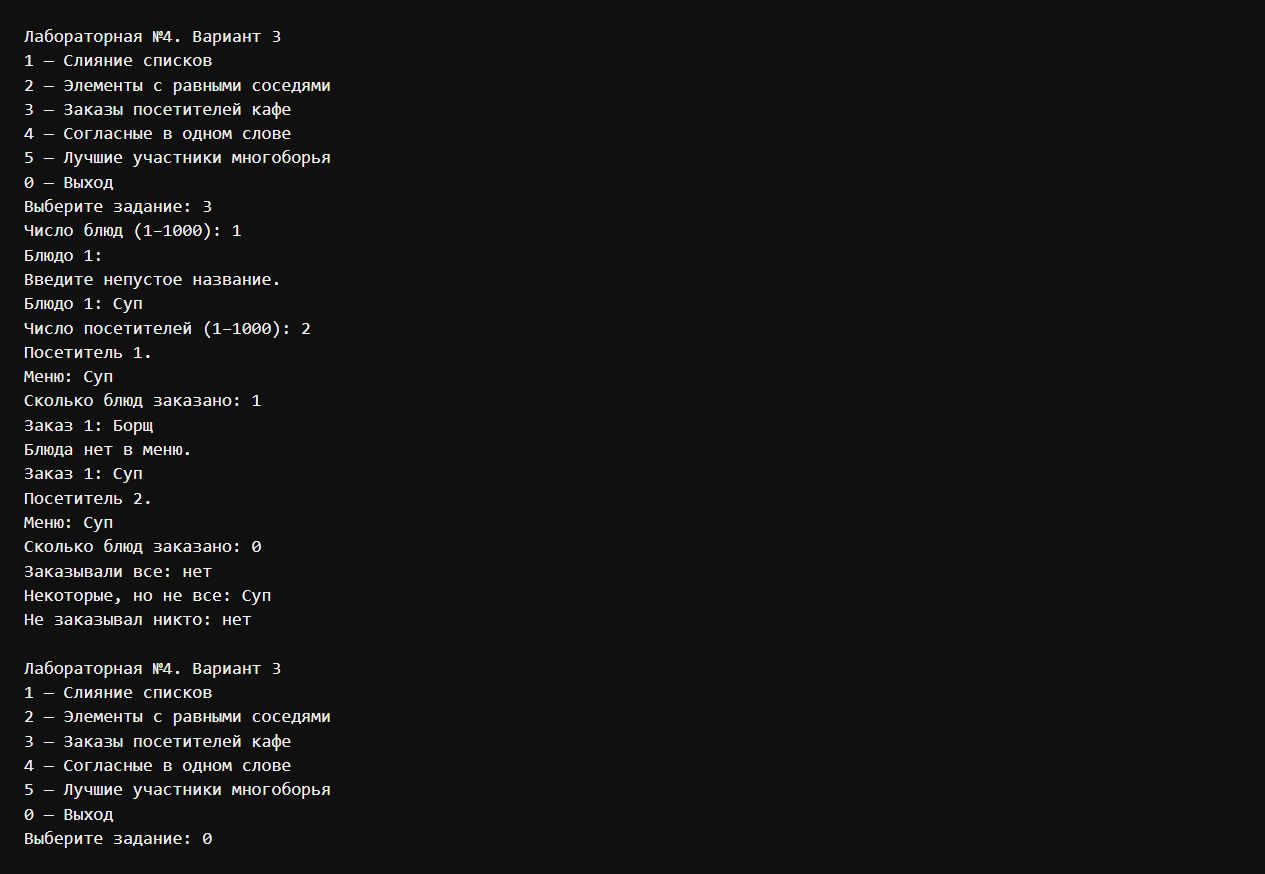 Лабораторная №4. Вариант 3
1 — Слияние списков
2 — Элементы с равными соседями
3 — Заказы посетителей кафе
4 — Согласные в одном слове
5 — Лучшие участники многоборья
0 — Выход
Выберите задание: 3
Число блюд (1–1000): 1
Блюдо 1:
Введите непустое название.
Блюдо 1: Суп
Число посетителей (1–1000): 2
Посетитель 1.
Меню: Суп
Сколько блюд заказано: 1
Заказ 1: Борщ
Блюда нет в меню.
Заказ 1: Суп
Посетитель 2.
Меню: Суп
Сколько блюд заказано: 0
Заказывали все: нет
Некоторые, но не все: Суп
Не заказывал никто: нет
Лабораторная №4. Вариант 3
1 — Слияние списков
2 — Элементы с равными соседями
3 — Заказы посетителей кафе
4 — Согласные в одном слове
5 — Лучшие участники многоборья
0 — Выход
Выберите задание: 0